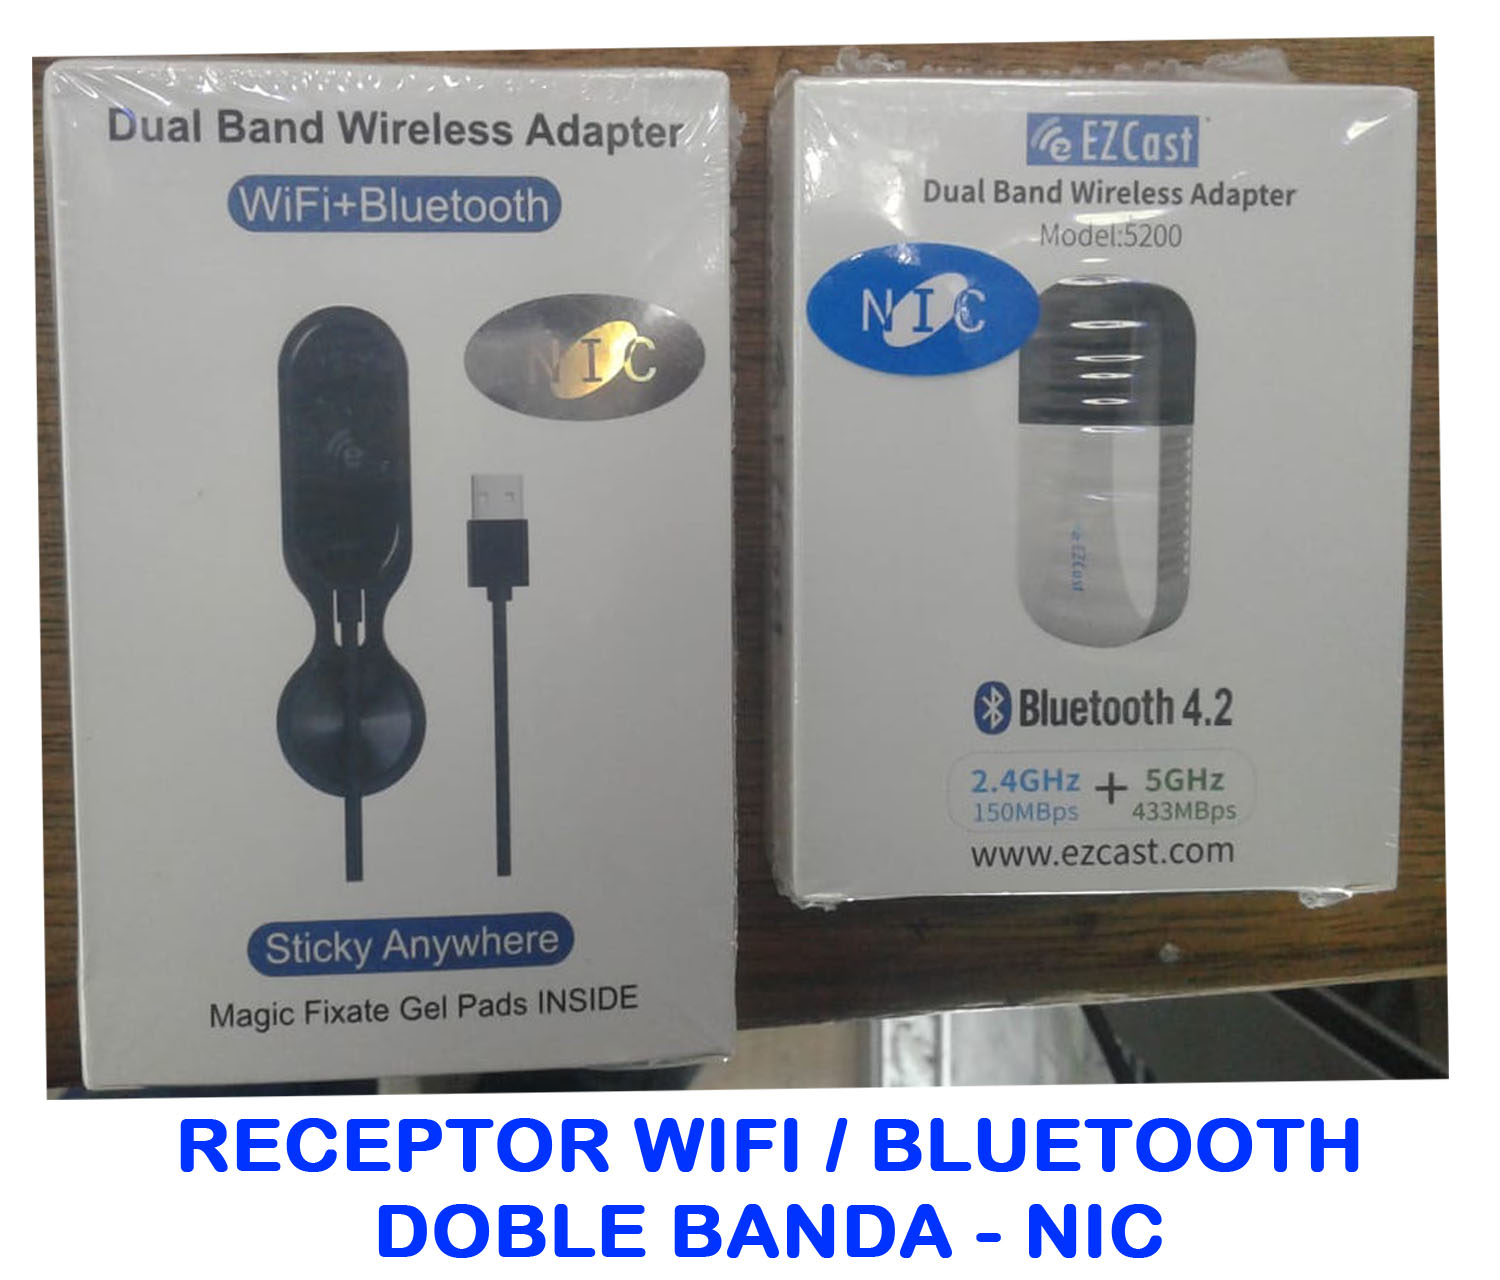 Dual Band Wireless Adapter
WiFi+Bluetooth
NIC
Sticky Anywhere
Magic Fixate Gel Pads INSIDE
EZCast
Dual Band Wireless Adapter
Model:5200
NIC
EZCast
Bluetooth 4.2
2.4GHz + 5GHz
150MBps 433MBps
www.ezcast.com
RECEPTOR WIFI / BLUETOOTH
DOBLE BANDA - NIC